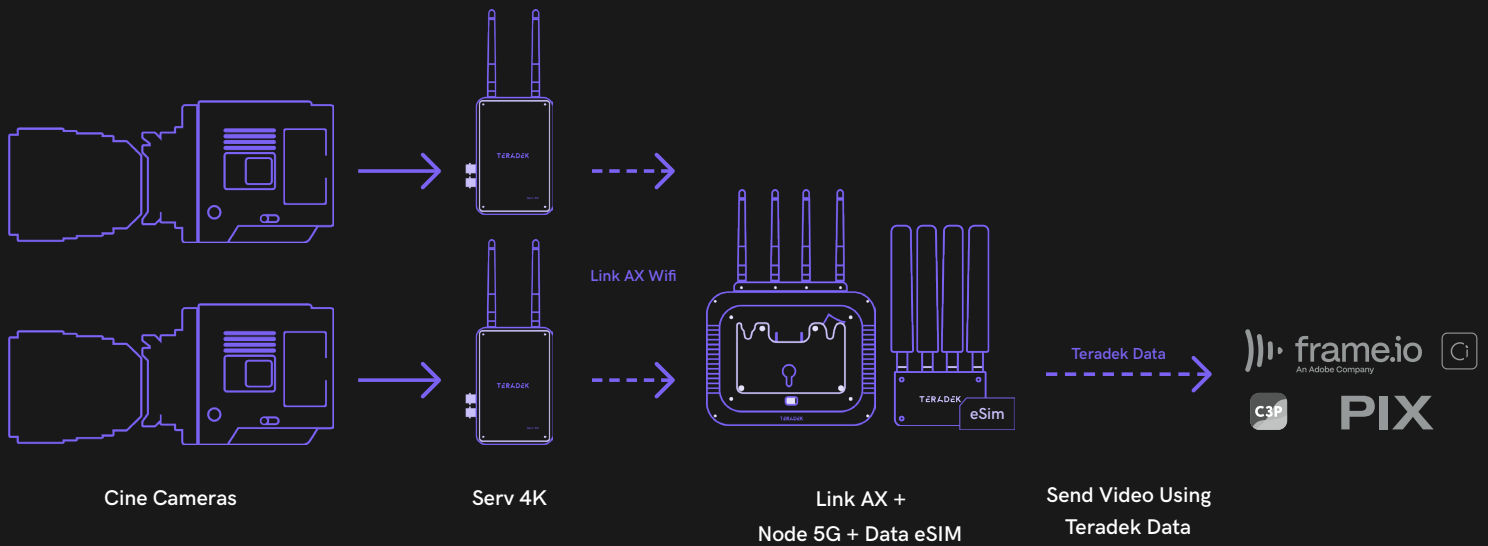 TERADEK
TERADEK
Link AX Wifi
TERADEK
TERADEK
eSim
Teradek Data
frame.io
An Adobe Company
Ci
C3P
PIX
Cine Cameras
Serv 4K
Link AX +
Node 5G + Data eSIM
Send Video Using
Teradek Data